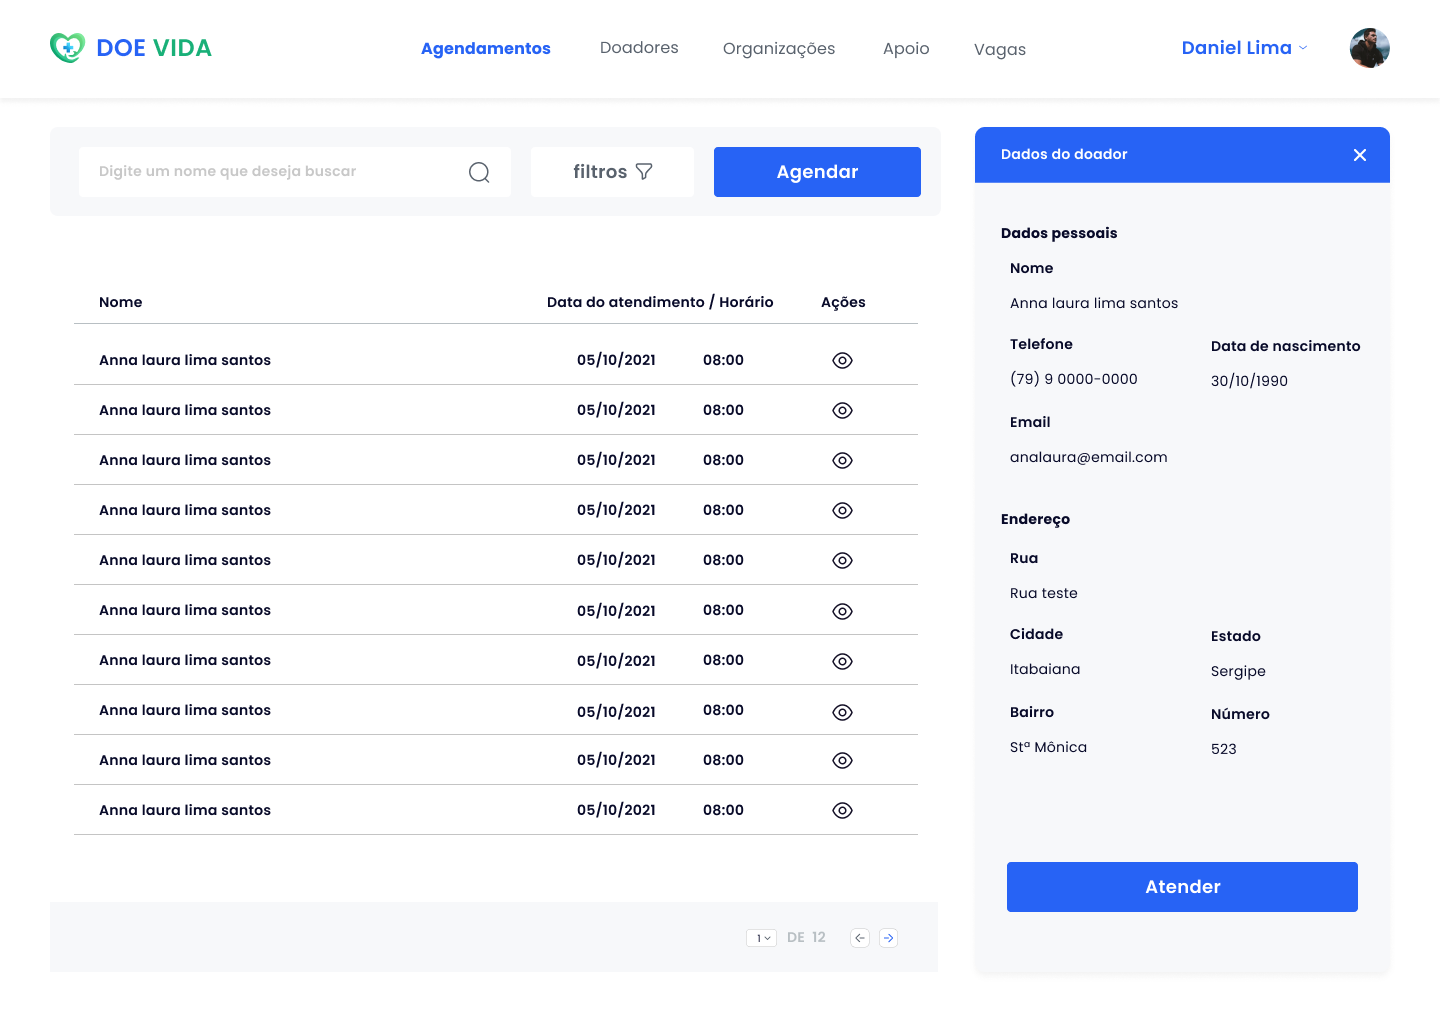 DOE VIDA
Agendamentos Doadores Organizações Apoio Vagas
Daniel Lima
Digite um nome que deseja buscar
filtros
Agendar
Nome Data do atendimento / Horário Ações
Anna laura lima santos 05/10/2021 08:00
Anna laura lima santos 05/10/2021 08:00
Anna laura lima santos 05/10/2021 08:00
Anna laura lima santos 05/10/2021 08:00
Anna laura lima santos 05/10/2021 08:00
Anna laura lima santos 05/10/2021 08:00
Anna laura lima santos 05/10/2021 08:00
Anna laura lima santos 05/10/2021 08:00
Anna laura lima santos 05/10/2021 08:00
Anna laura lima santos 05/10/2021 08:00
1 DE 12
Dados do doador
Dados pessoais
Nome
Anna laura lima santos
Telefone Data de nascimento
(79) 9 0000-0000 30/10/1990
Email
analaura@email.com
Endereço
Rua
Rua teste
Cidade Estado
Itabaiana Sergipe
Bairro Número
Stª Mônica 523
Atender